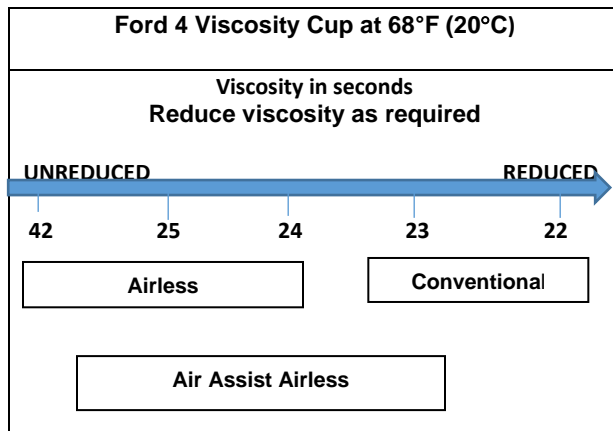 Ford 4 Viscosity Cup at 68°F (20°C)
Viscosity in seconds
Reduce viscosity as required
UNREDUCED REDUCED
42 25 24 23 22
Airless Conventional
Air Assist Airless